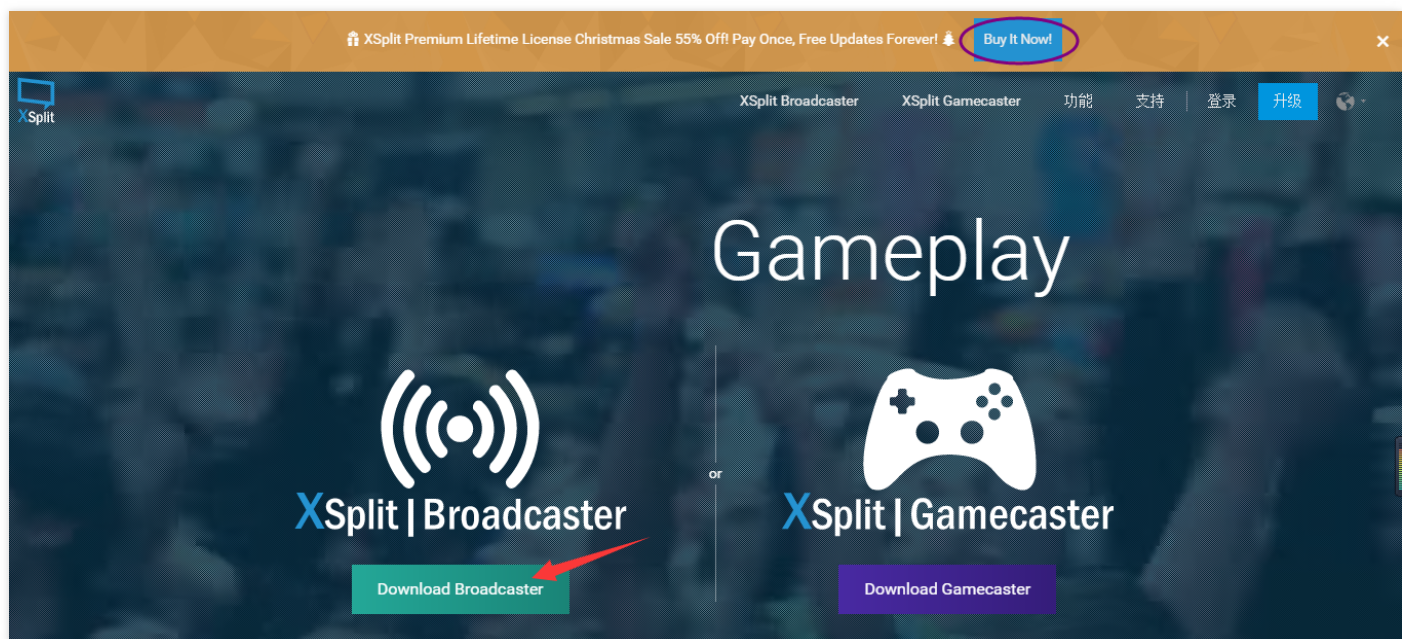 XSplit Premium Lifetime License Christmas Sale 55% Off! Pay Once, Free Updates Forever! Buy It Now!
XSplit
XSplit Broadcaster XSplit Gamecaster 功能 支持 登录 升级
Gameplay
or
XSplit | Broadcaster
XSplit | Gamecaster
Download Broadcaster
Download Gamecaster